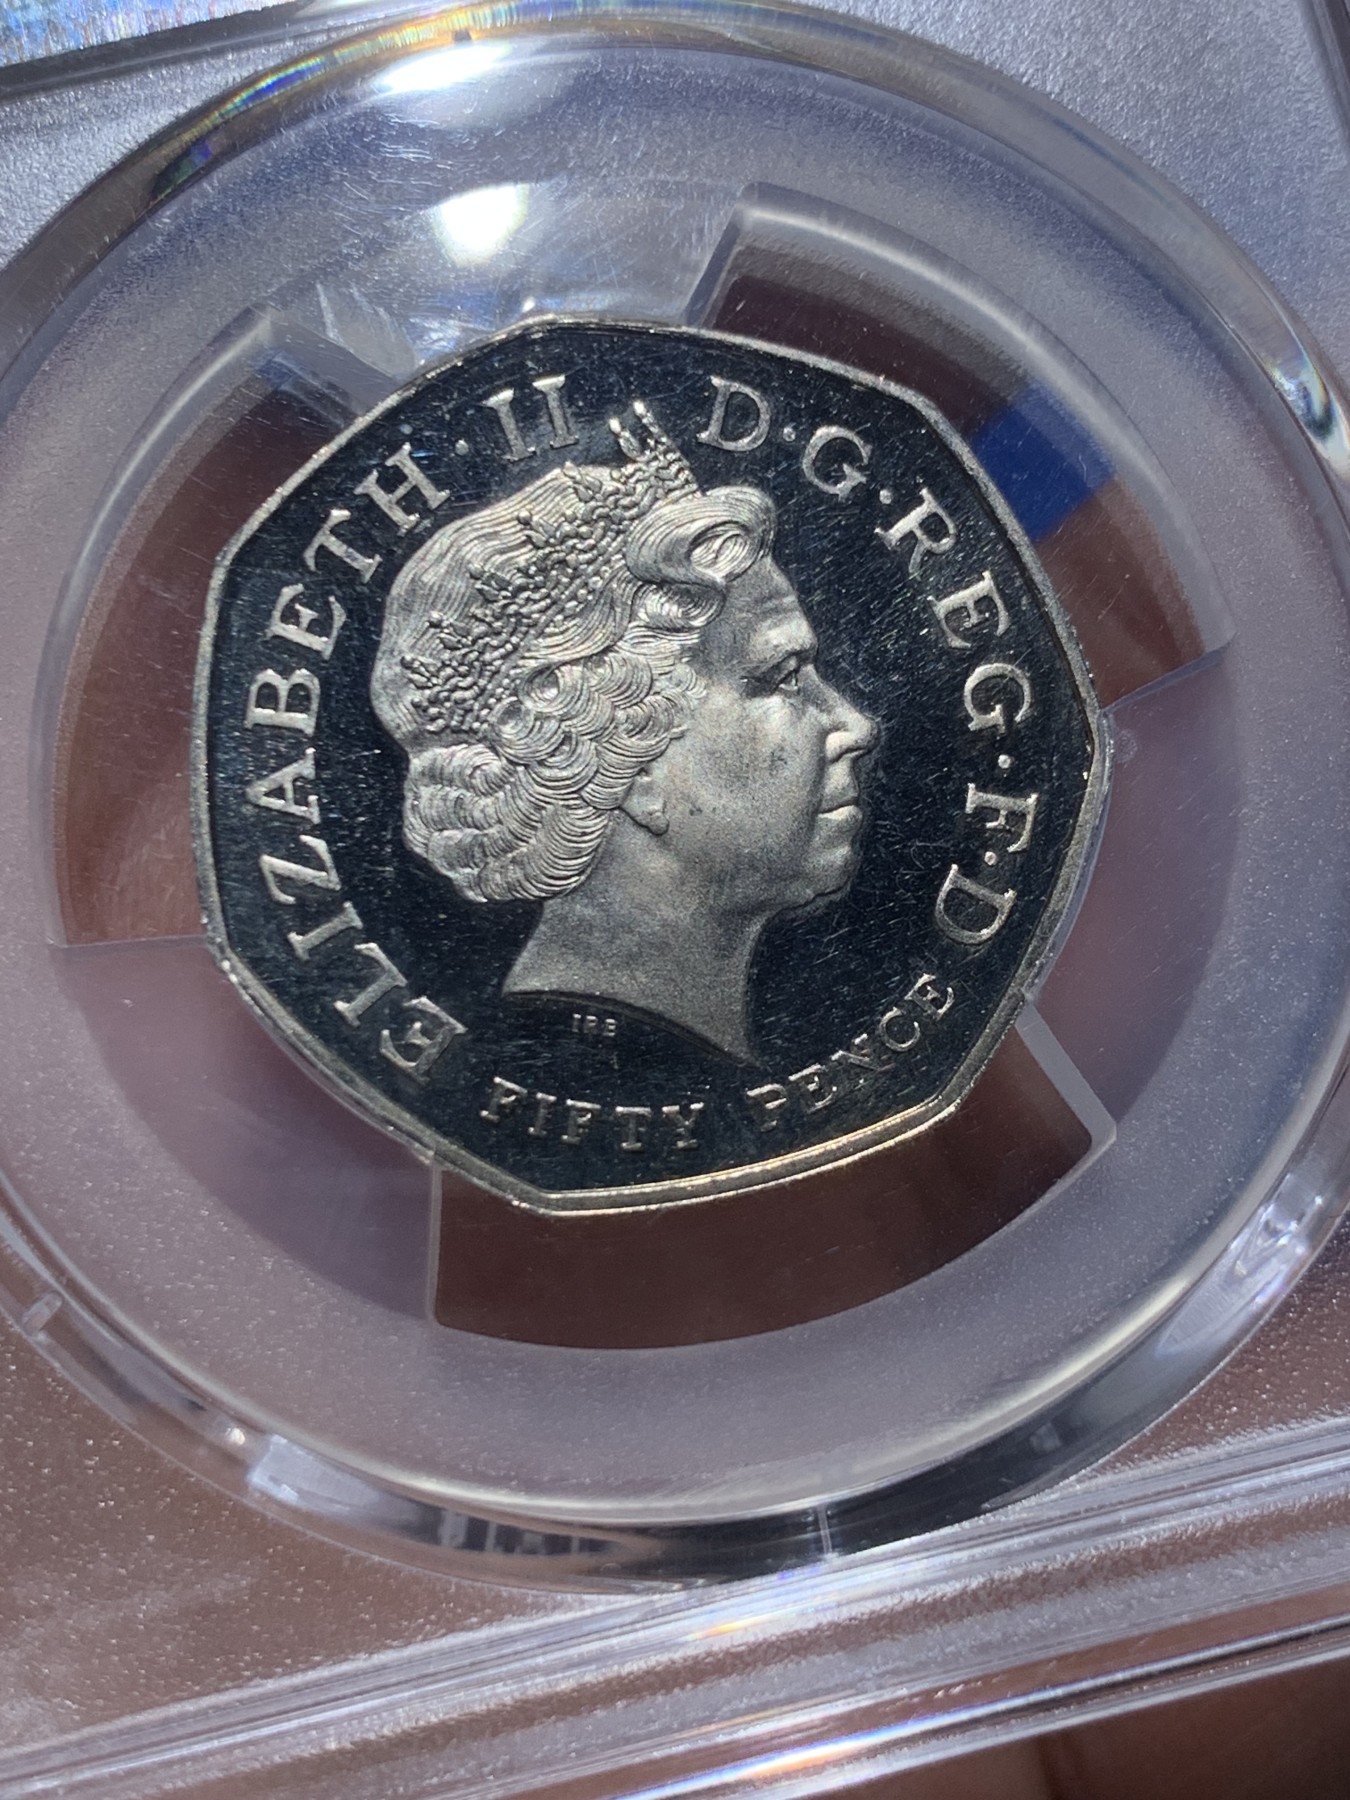 ELIZABETH·II D·G·REG·F·D
FIFTY PENCE
IRB